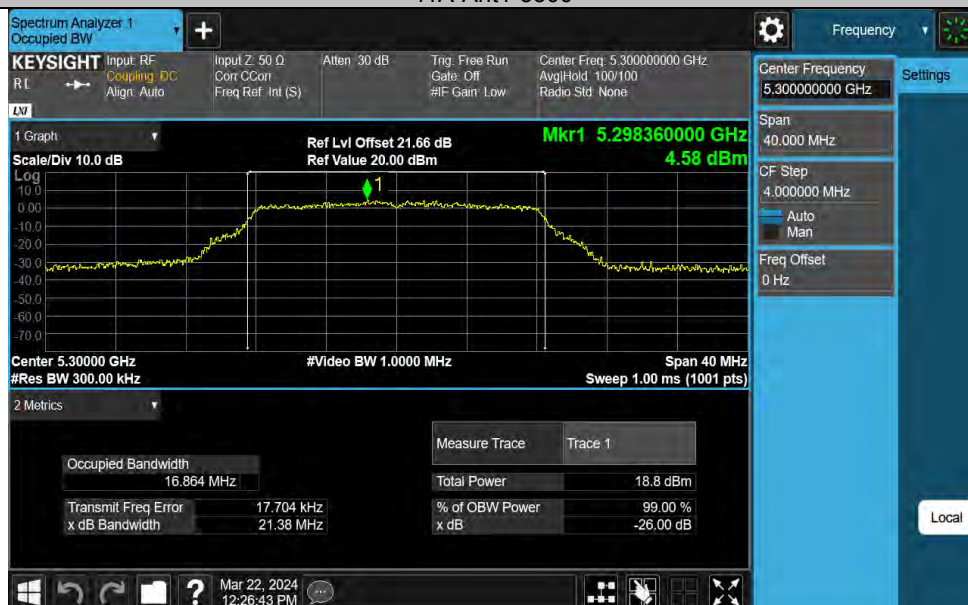 Spectrum Analyzer 1
Occupied BW
Frequency
KEYSIGHT
RL
LXI
Input: RF
Coupling: DC
Align: Auto
Input Z: 50 Ω
Corr CCorr
Freq Ref: Int (S)
Atten: 30 dB
Trig: Free Run
Gate: Off
#IF Gain: Low
Center Freq: 5.300000000 GHz
Avg|Hold: 100/100
Radio Std: None
Center Frequency
5.300000000 GHz
Settings
Span
40.000 MHz
CF Step
4.000000 MHz
Auto
Man
Freq Offset
0 Hz
Local
1 Graph
Scale/Div 10.0 dB
Ref Lvl Offset 21.66 dB
Ref Value 20.00 dBm
Mkr1 5.298360000 GHz
4.58 dBm
Log
10.0
0.00
-10.0
-20.0
-30.0
-40.0
-50.0
-60.0
-70.0
1
Center 5.30000 GHz
#Video BW 1.0000 MHz
Span 40 MHz
#Res BW 300.00 kHz
Sweep 1.00 ms (1001 pts)
2 Metrics
Measure Trace
Trace 1
Occupied Bandwidth
16.864 MHz
Total Power
18.8 dBm
Transmit Freq Error
17.704 kHz
% of OBW Power
99.00 %
x dB Bandwidth
21.38 MHz
x dB
-26.00 dB
?
Mar 22, 2024
12:26:43 PM